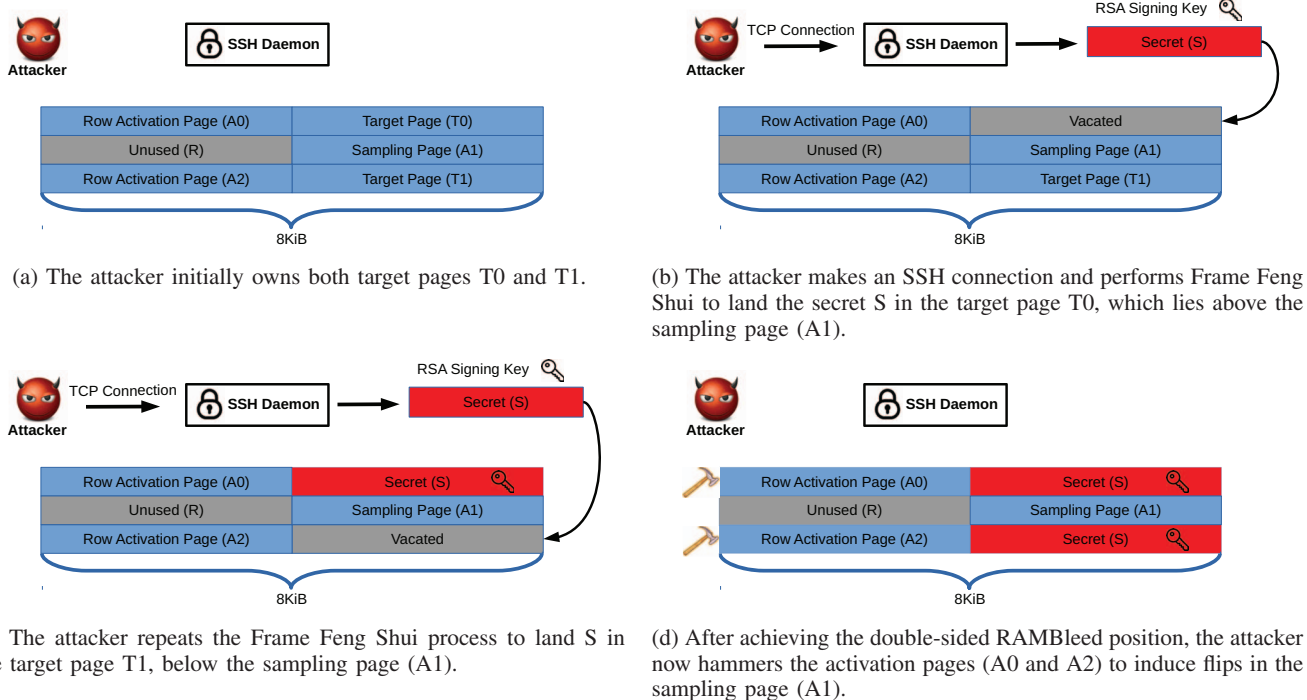 Attacker
SSH Daemon
Row Activation Page (A0)
Target Page (T0)
Unused (R)
Sampling Page (A1)
Row Activation Page (A2)
Target Page (T1)
8KiB
(a) The attacker initially owns both target pages T0 and T1.
RSA Signing Key
TCP Connection
SSH Daemon
Secret (S)
Attacker
Row Activation Page (A0)
Vacated
Unused (R)
Sampling Page (A1)
Row Activation Page (A2)
Target Page (T1)
8KiB
(b) The attacker makes an SSH connection and performs Frame Feng
Shui to land the secret S in the target page T0, which lies above the
sampling page (A1).
RSA Signing Key
TCP Connection
SSH Daemon
Secret (S)
Attacker
Row Activation Page (A0)
Secret (S)
Unused (R)
Sampling Page (A1)
Row Activation Page (A2)
Vacated
8KiB
The attacker repeats the Frame Feng Shui process to land S in
target page T1, below the sampling page (A1).
SSH Daemon
Attacker
Row Activation Page (A0)
Secret (S)
Unused (R)
Sampling Page (A1)
Row Activation Page (A2)
Secret (S)
8KiB
(d) After achieving the double-sided RAMBleed position, the attacker
now hammers the activation pages (A0 and A2) to induce flips in the
sampling page (A1).